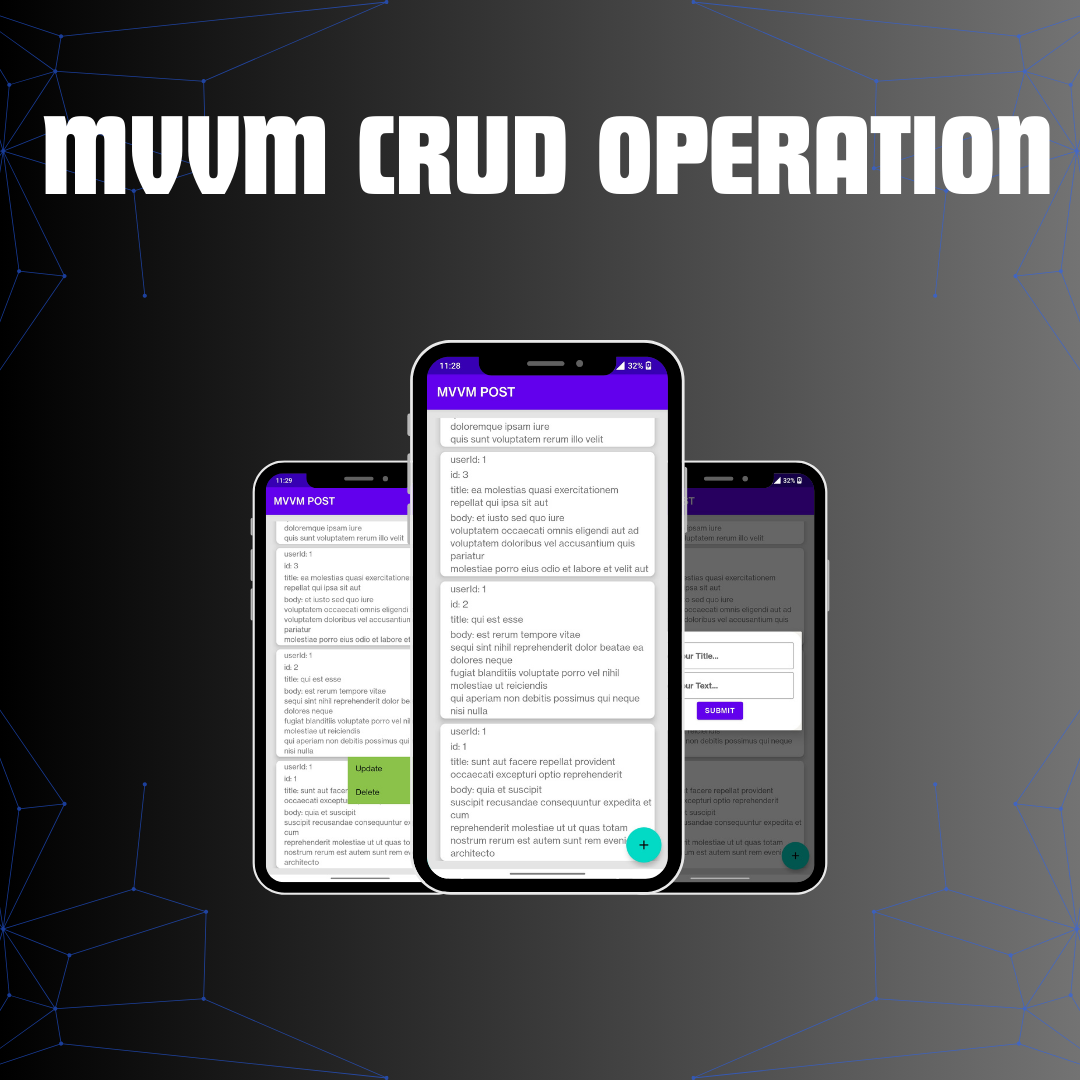 MVVM CRUD OPERATION
11:29
MVVM POST
doloremque ipsam iure
quis sunt voluptatem rerum illo velit
userId: 1
id: 3
title: ea molestias quasi exercitatione
repellat qui ipsa sit aut
body: et iusto sed quo iure
voluptatem occaecati omnis eligendi
voluptatem doloribus vel accusantium
pariatur
molestiae porro eius odio et labore et
userId: 1
id: 2
title: qui est esse
body: est rerum tempore vitae
sequi sint nihil reprehenderit dolor be
dolores neque
fugiat blanditiis voluptate porro vel nil
molestiae ut reiciendis
qui aperiam non debitis possimus qui
nisi nulla
userId: 1
id: 1
title: sunt aut facer
occaecati exceptu
body: quia et suscipit
suscipit recusandae consequuntur ex
cum
reprehenderit molestiae ut ut quas to
nostrum rerum est autem sunt rem ev
architecto
Update
Delete
11:28 32%
MVVM POST
doloremque ipsam iure
quis sunt voluptatem rerum illo velit
userId: 1
id: 3
title: ea molestias quasi exercitationem
repellat qui ipsa sit aut
body: et iusto sed quo iure
voluptatem occaecati omnis eligendi aut ad
voluptatem doloribus vel accusantium quis
pariatur
molestiae porro eius odio et labore et velit aut
userId: 1
id: 2
title: qui est esse
body: est rerum tempore vitae
sequi sint nihil reprehenderit dolor beatae ea
dolores neque
fugiat blanditiis voluptate porro vel nihil
molestiae ut reiciendis
qui aperiam non debitis possimus qui neque
nisi nulla
userId: 1
id: 1
title: sunt aut facere repellat provident
occaecati excepturi optio reprehenderit
body: quia et suscipit
suscipit recusandae consequuntur expedita et
cum
reprehenderit molestiae ut ut quas totam
nostrum rerum est autem sunt rem eveni
architecto
+
32%
ST
ipsam iure
luptatem rerum illo velit
estias quasi exercitationem
psa sit aut
sed quo iure
occaecati omnis eligendi aut ad
doloribus vel accusantium quis
ur Title...
ur Text...
SUBMIT
reiciendis
non debitis possimus qui neque
t facere repellat provident
xcepturi optio reprehenderit
suscipit
usandae consequuntur expedita et
it molestiae ut ut quas totam
um est autem sunt rem eveni
+